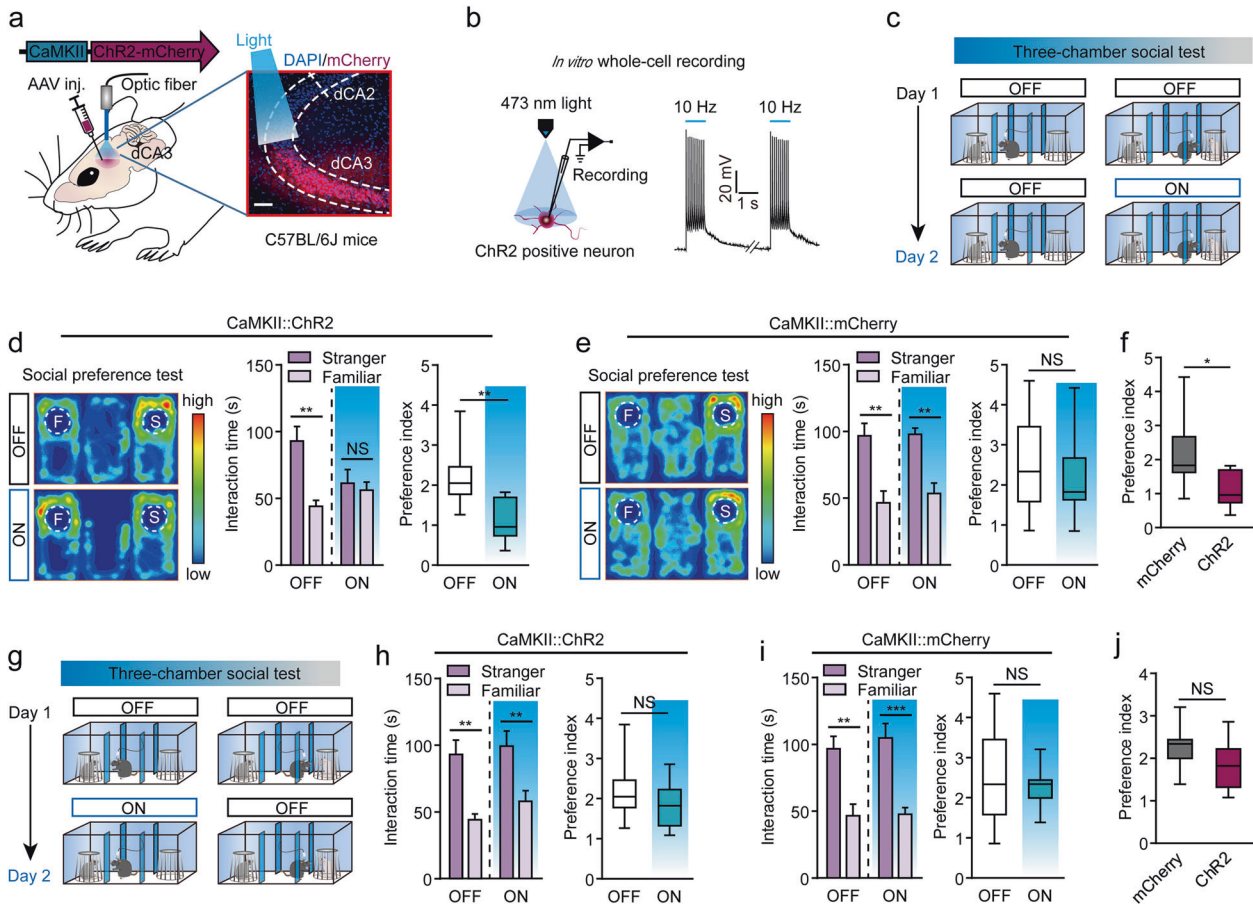 a
CaMKII ChR2-mCherry
AAV inj.
Optic fiber
dCA3
Light
DAPI/mCherry
dCA2
dCA3
C57BL/6J mice
b
In vitro whole-cell recording
473 nm light
Recording
ChR2 positive neuron
10 Hz 10 Hz
20 mV
1 s
c
Three-chamber social test
Day 1
OFF OFF
OFF ON
Day 2
d
CaMKII::ChR2
Social preference test
OFF
F S
ON
F S
high
low
Interaction time (s)
150
100
50
0
Stranger
Familiar
**
NS
OFF ON
Preference index
5
4
3
2
1
0
**
OFF ON
e
CaMKII::mCherry
Social preference test
OFF
F S
ON
F S
high
low
Interaction time (s)
150
100
50
0
Stranger
Familiar
**
**
OFF ON
Preference index
5
4
3
2
1
0
NS
OFF ON
f
Preference index
5
4
3
2
1
0
*
mCherry
ChR2
g
Three-chamber social test
Day 1
OFF OFF
ON OFF
Day 2
h
CaMKII::ChR2
Interaction time (s)
150
100
50
0
Stranger
Familiar
**
**
OFF ON
Preference index
5
4
3
2
1
0
NS
OFF ON
i
CaMKII::mCherry
Interaction time (s)
150
100
50
0
Stranger
Familiar
**
***
OFF ON
Preference index
5
4
3
2
1
0
NS
OFF ON
j
Preference index
4
3
2
1
0
NS
mCherry
ChR2